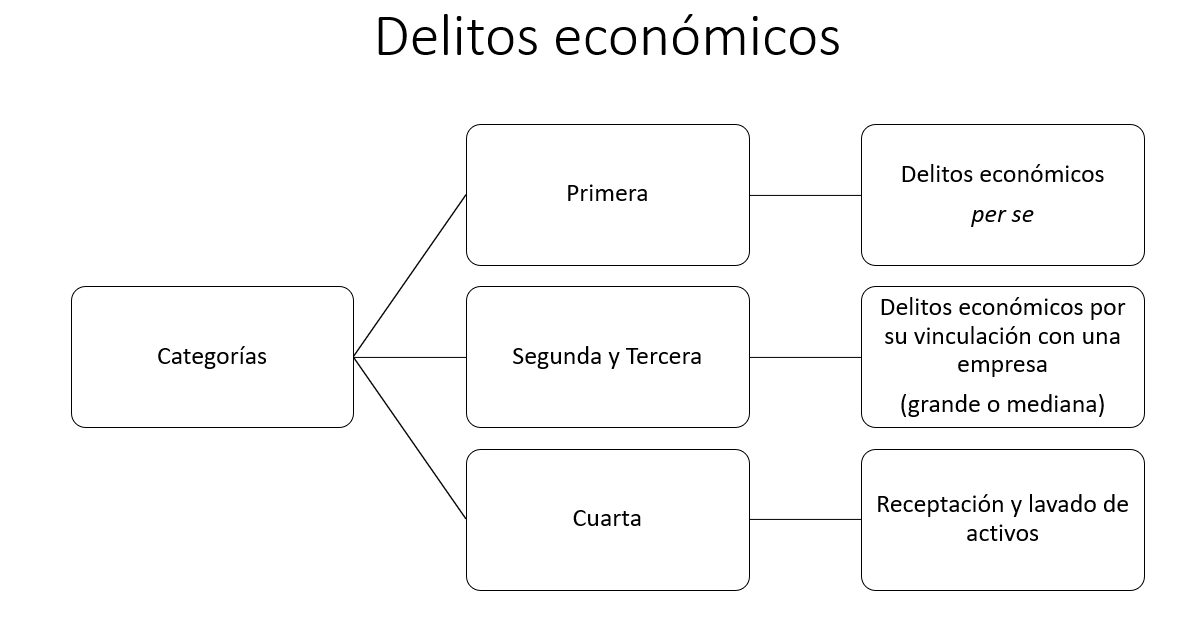 Delitos económicos
Categorías
Primera
Delitos económicos
per se
Segunda y Tercera
Delitos económicos por
su vinculación con una
empresa
(grande o mediana)
Cuarta
Receptación y lavado de
activos